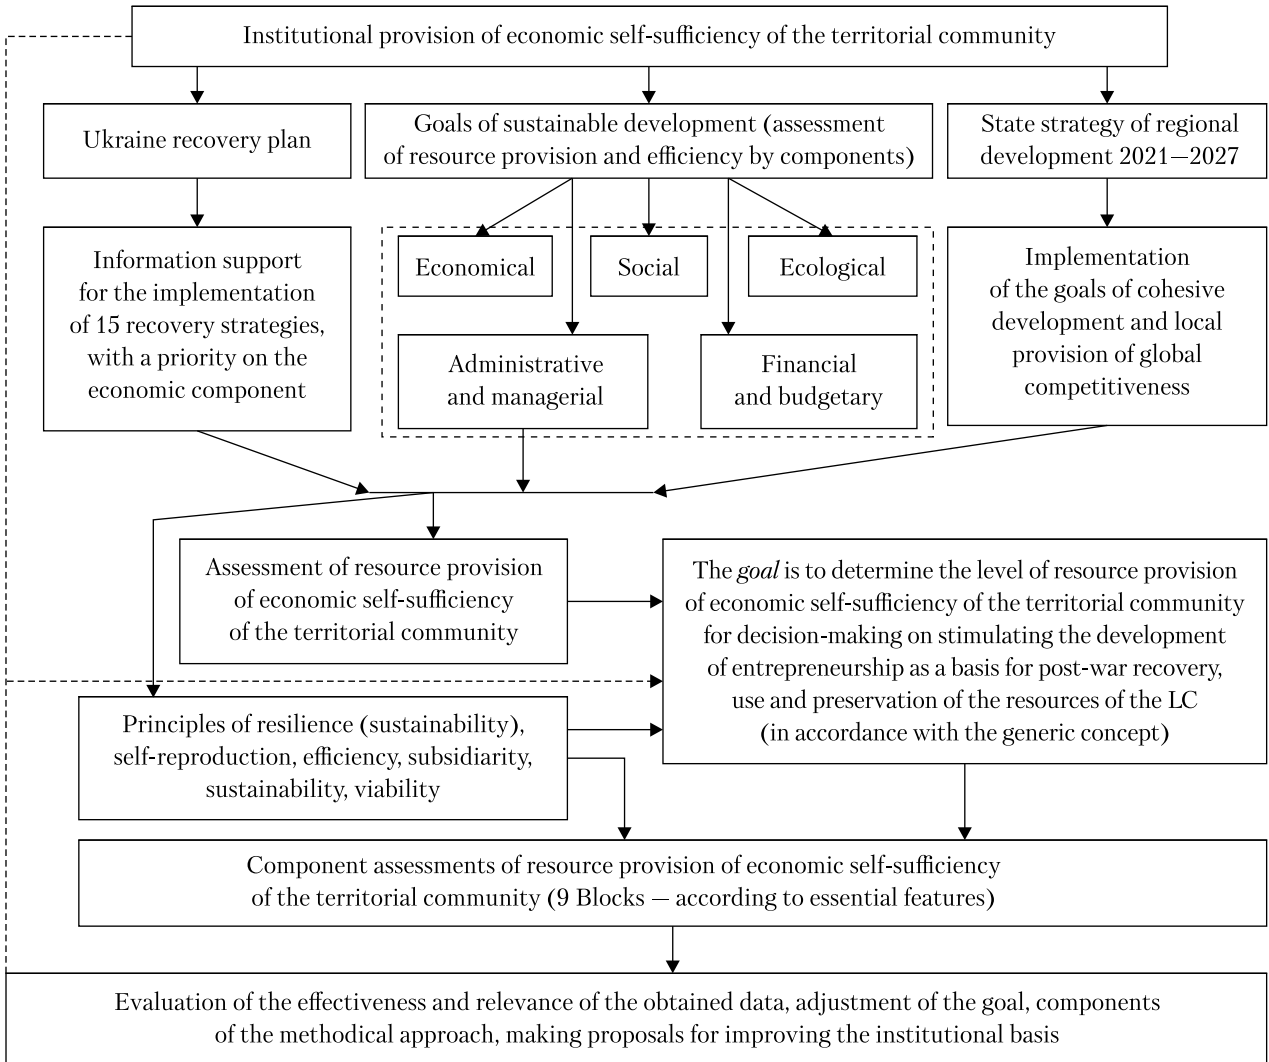 Institutional provision of economic self-sufficiency of the territorial community
Ukraine recovery plan
Goals of sustainable development (assessment
of resource provision and efficiency by components)
State strategy of regional
development 2021—2027
Information support
for the implementation
of 15 recovery strategies,
with a priority on the
economic component
Economical
Social
Ecological
Administrative
and managerial
Financial
and budgetary
Implementation
of the goals of cohesive
development and local
provision of global
competitiveness
Assessment of resource provision
of economic self-sufficiency
of the territorial community
The goal is to determine the level of resource provision
of economic self-sufficiency of the territorial community
for decision-making on stimulating the development
of entrepreneurship as a basis for post-war recovery,
use and preservation of the resources of the LC
(in accordance with the generic concept)
Principles of resilience (sustainability),
self-reproduction, efficiency, subsidiarity,
sustainability, viability
Component assessments of resource provision of economic self-sufficiency
of the territorial community (9 Blocks — according to essential features)
Evaluation of the effectiveness and relevance of the obtained data, adjustment of the goal, components
of the methodical approach, making proposals for improving the institutional basis